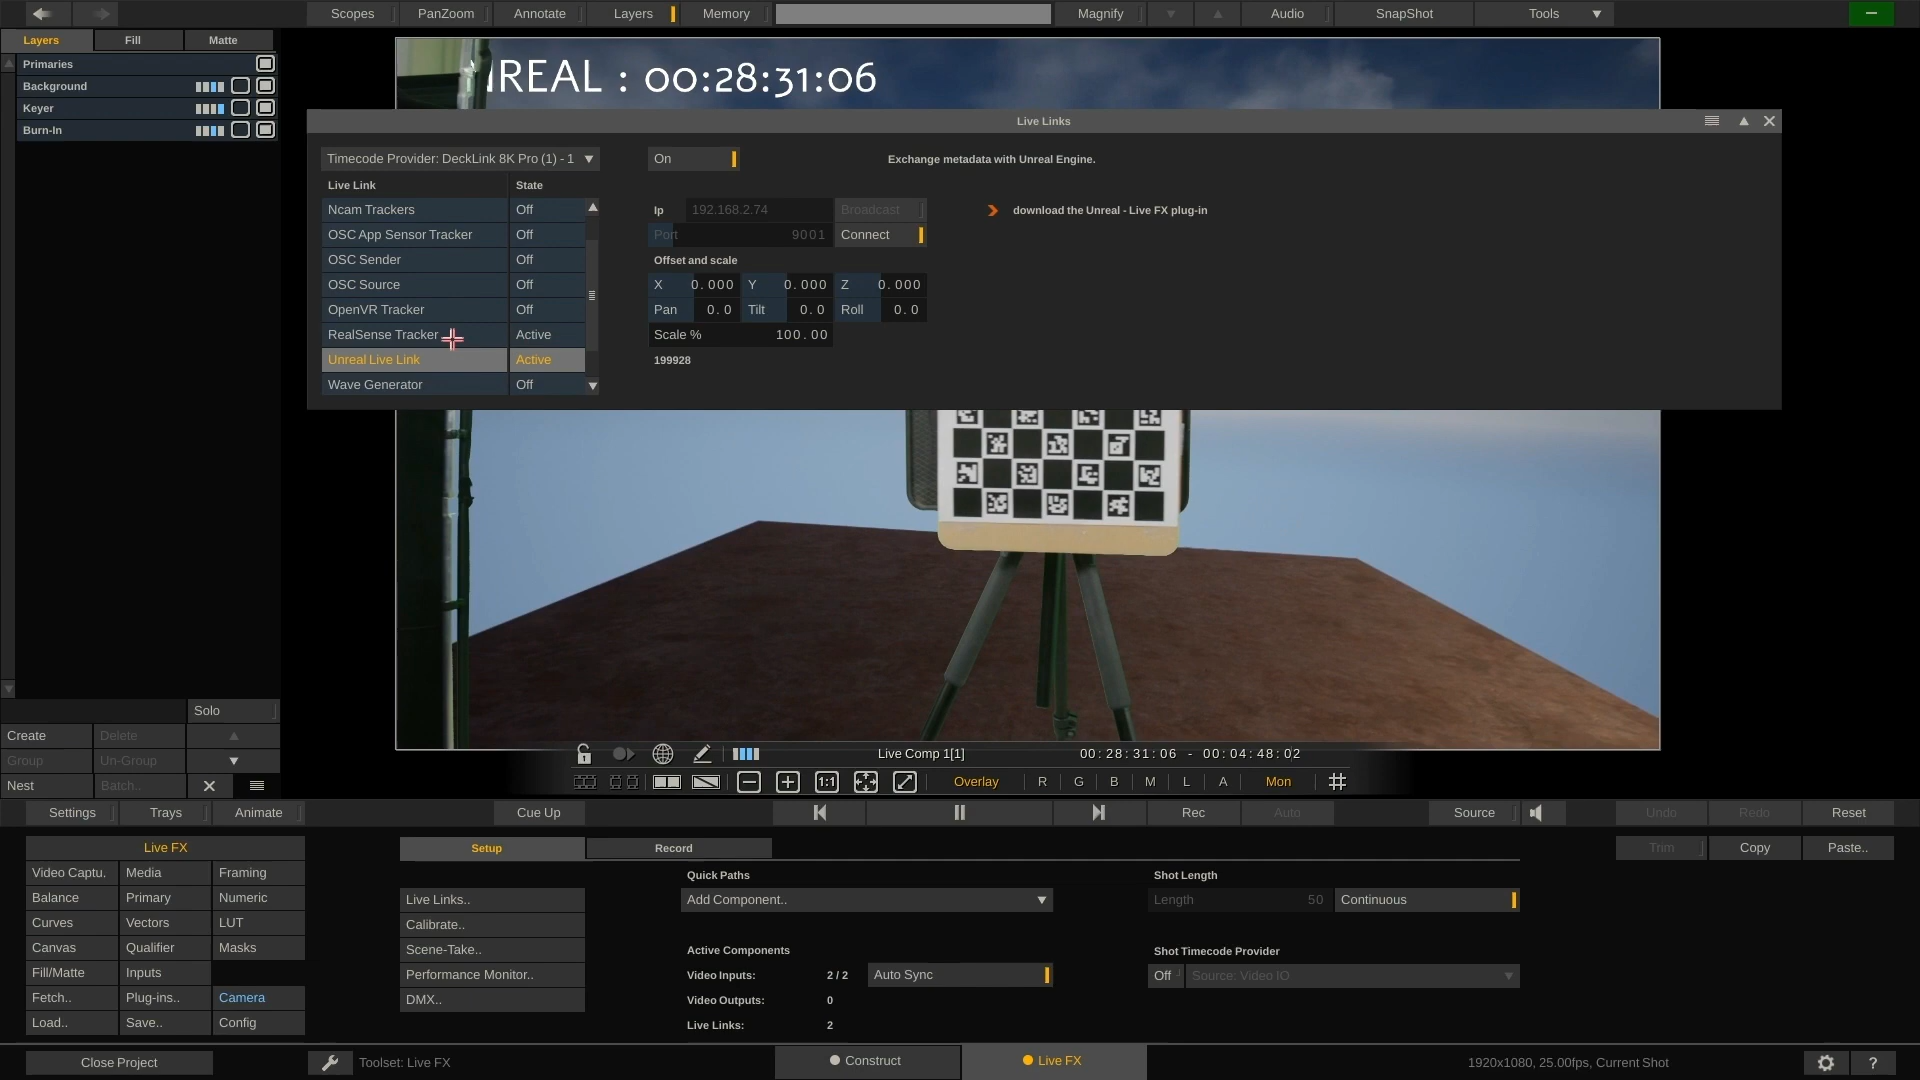 Scopes PanZoom Annotate Layers Memory Magnify Audio SnapShot Tools
Layers Fill Matte
Primaries
Background
Keyer
Burn-In
REAL : 00:28:31:06
Live Links
Timecode Provider: DeckLink 8K Pro (1) - 1
On
Exchange metadata with Unreal Engine.
Live Link State
Ncam Trackers Off
OSC App Sensor Tracker Off
OSC Sender Off
OSC Source Off
OpenVR Tracker Off
RealSense Tracker Active
Unreal Live Link Active
Wave Generator Off
Ip 192.168.2.74 Broadcast
Port 9001 Connect
Offset and scale
X 0.000 Y 0.000 Z 0.000
Pan 0.0 Tilt 0.0 Roll 0.0
Scale % 100.00
199928
download the Unreal - Live FX plug-in
Solo
Create Delete
Group Un-Group
Nest Batch..
Live Comp 1[1] 00:28:31:06 - 00:04:48:02
1:1 Overlay R G B M L A Mon
Settings Trays Animate Cue Up Rec Auto Source Undo Redo Reset
Live FX
Video Captu. Media Framing
Balance Primary Numeric
Curves Vectors LUT
Canvas Qualifier Masks
Fill/Matte Inputs
Fetch.. Plug-ins.. Camera
Load.. Save.. Config
Setup Record
Live Links..
Calibrate..
Scene-Take..
Performance Monitor..
DMX..
Quick Paths
Add Component..
Active Components
Video Inputs: 2 / 2 Auto Sync
Video Outputs: 0
Live Links: 2
Shot Length
Length 50 Continuous
Shot Timecode Provider
Off Source: Video IO
Trim Copy Paste..
Close Project Toolset: Live FX Construct Live FX 1920x1080, 25.00fps, Current Shot ?